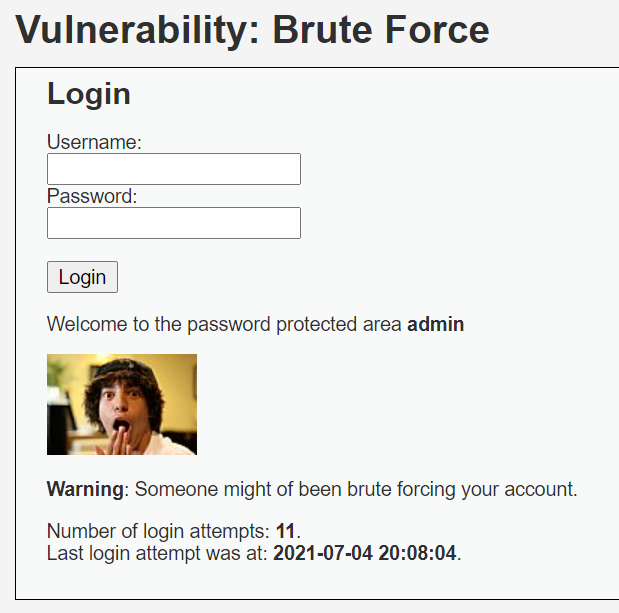 Vulnerability: Brute Force
Login
Username:
Password:
Login
Welcome to the password protected area admin
Warning: Someone might of been brute forcing your account.
Number of login attempts: 11.
Last login attempt was at: 2021-07-04 20:08:04.